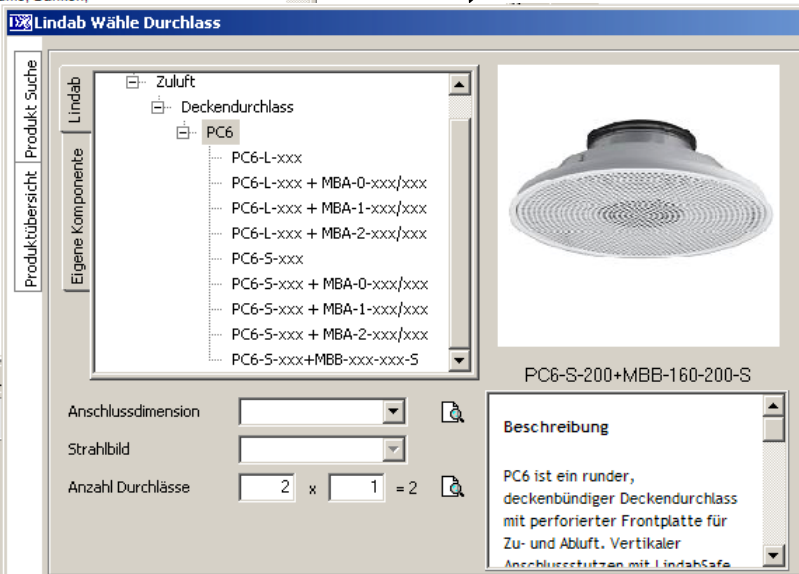 Lindab Wähle Durchlass
Produkt Suche
Produktübersicht
Lindab
Eigene Komponente
Zuluft
Deckendurchlass
PC6
PC6-L-xxx
PC6-L-xxx + MBA-0-xxx/xxx
PC6-L-xxx + MBA-1-xxx/xxx
PC6-L-xxx + MBA-2-xxx/xxx
PC6-S-xxx
PC6-S-xxx + MBA-0-xxx/xxx
PC6-S-xxx + MBA-1-xxx/xxx
PC6-S-xxx + MBA-2-xxx/xxx
PC6-S-xxx+MBB-xxx-xxx-S
PC6-S-200+MBB-160-200-S
Anschlussdimension
Strahlbild
Anzahl Durchlässe 2 x 1 = 2
Beschreibung
PC6 ist ein runder,
deckenbündiger Deckendurchlass
mit perforierter Frontplatte für
Zu- und Abluft. Vertikaler
Anschlussstutzen mit LindabSafe